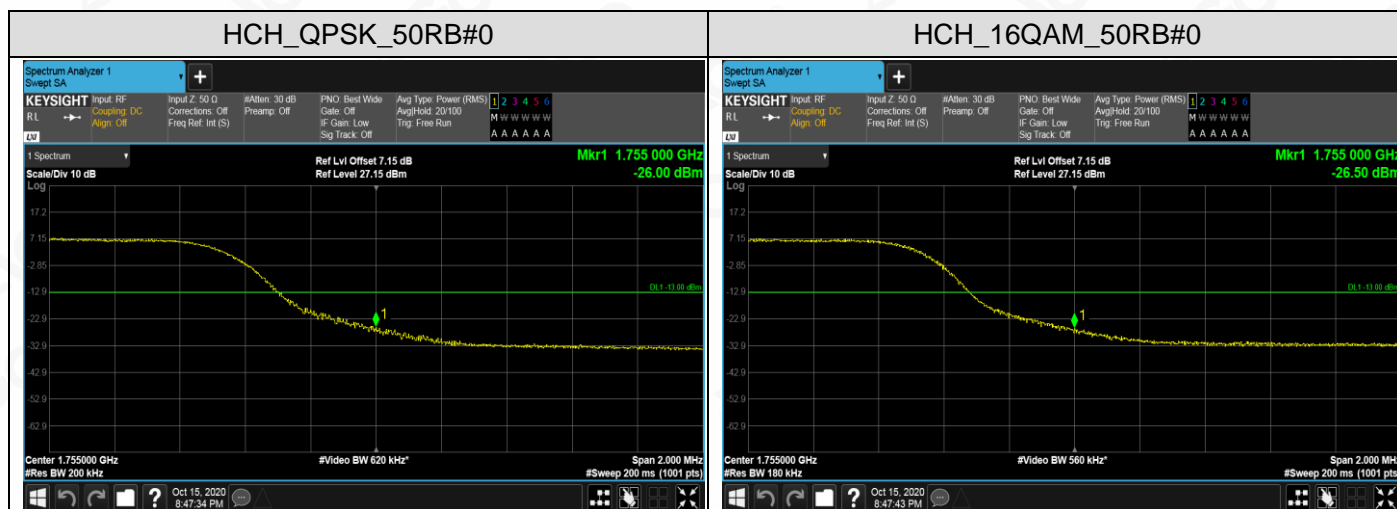 HCH_QPSK_50RB#0
Spectrum Analyzer 1
Swept SA
+
KEYSIGHT
RL
LXI
Input: RF
Coupling: DC
Align: Off
Input Z: 50 Ω
Corrections: Off
Freq Ref: Int (S)
#Atten: 30 dB
Preamp: Off
PNO: Best Wide
Gate: Off
IF Gain: Low
Sig Track: Off
Avg Type: Power (RMS)
Avg|Hold: 20/100
Trig: Free Run
1 2 3 4 5 6
M W W W W W
A A A A A A
1 Spectrum
Scale/Div 10 dB
Log
Ref Lvl Offset 7.15 dB
Ref Level 27.15 dBm
Mkr1 1.755 000 GHz
-26.00 dBm
17.2
7.15
-2.85
-12.9
DL1 -13.00 dBm
-22.9
1
-32.9
-42.9
-52.9
-62.9
Center 1.755000 GHz
#Res BW 200 kHz
#Video BW 620 kHz*
Span 2.000 MHz
#Sweep 200 ms (1001 pts)
?
Oct 15, 2020
8:47:34 PM
HCH_16QAM_50RB#0
Spectrum Analyzer 1
Swept SA
+
KEYSIGHT
RL
LXI
Input: RF
Coupling: DC
Align: Off
Input Z: 50 Ω
Corrections: Off
Freq Ref: Int (S)
#Atten: 30 dB
Preamp: Off
PNO: Best Wide
Gate: Off
IF Gain: Low
Sig Track: Off
Avg Type: Power (RMS)
Avg|Hold: 20/100
Trig: Free Run
1 2 3 4 5 6
M W W W W W
A A A A A A
1 Spectrum
Scale/Div 10 dB
Log
Ref Lvl Offset 7.15 dB
Ref Level 27.15 dBm
Mkr1 1.755 000 GHz
-26.50 dBm
17.2
7.15
-2.85
-12.9
DL1 -13.00 dBm
-22.9
1
-32.9
-42.9
-52.9
-62.9
Center 1.755000 GHz
#Res BW 180 kHz
#Video BW 560 kHz*
Span 2.000 MHz
#Sweep 200 ms (1001 pts)
?
Oct 15, 2020
8:47:43 PM